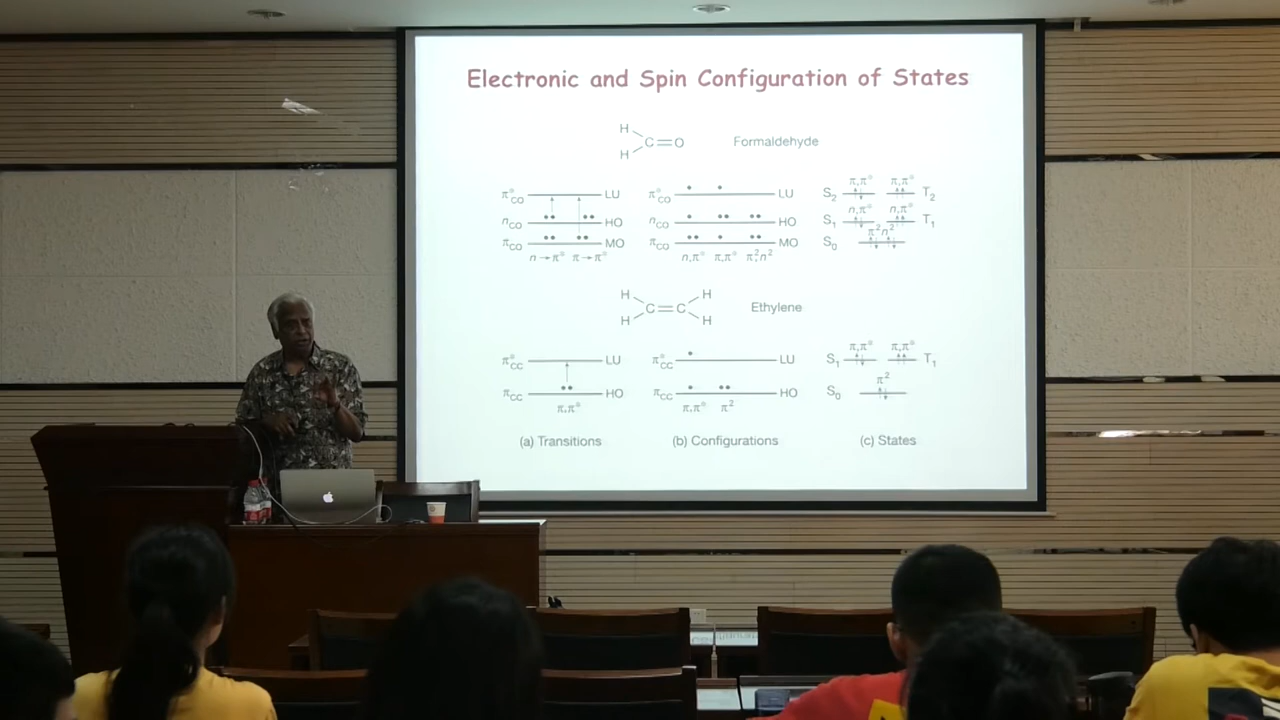 Electronic and Spin Configuration of States
H
C=O
H
Formaldehyde
π*CO LU π*CO LU S2 π,π* π,π* T2
nCO HO nCO HO S1 n,π* n,π* T1
πCO MO πCO MO S0 π²n²
n→π* π→π* n,π* π,π* π²,n²
H H
C=C
H H
Ethylene
π*CC LU π*CC LU S1 π,π* π,π* T1
πCC HO πCC HO S0 π²
π,π* π,π* π²
(a) Transitions (b) Configurations (c) States